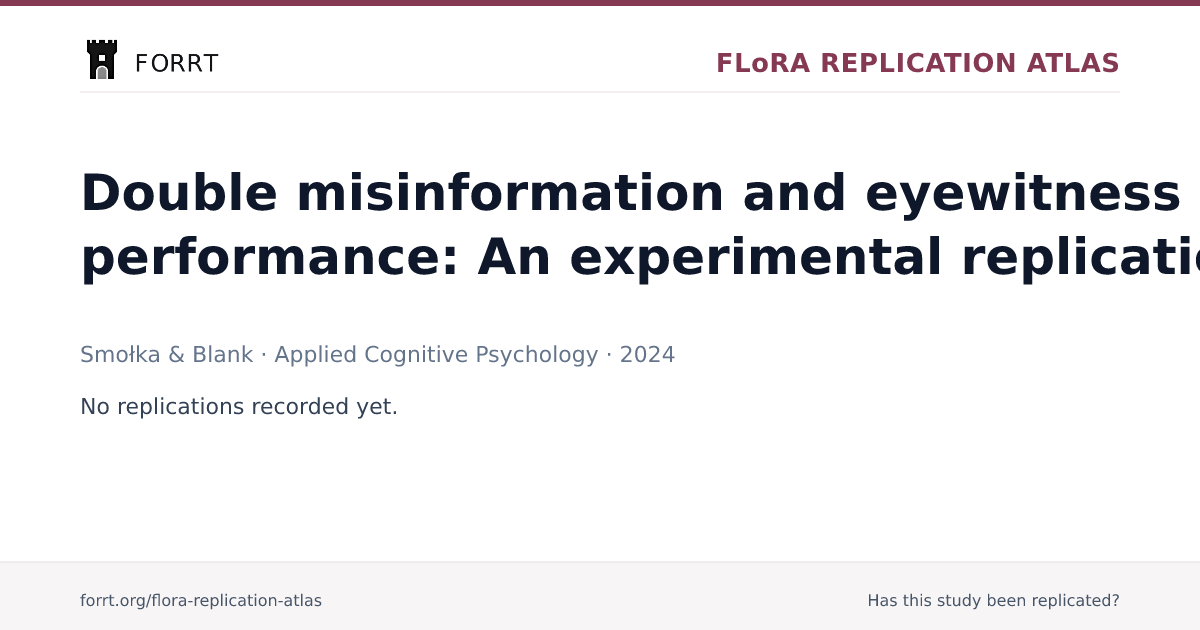 FORRT
FLoRA REPLICATION ATLAS
Double misinformation and eyewitness
performance: An experimental
Smołka & Blank · Applied Cognitive Psychology · 2024
No replications recorded yet.
forrt.org/flora-replication-atlas
Has this study been replicated?